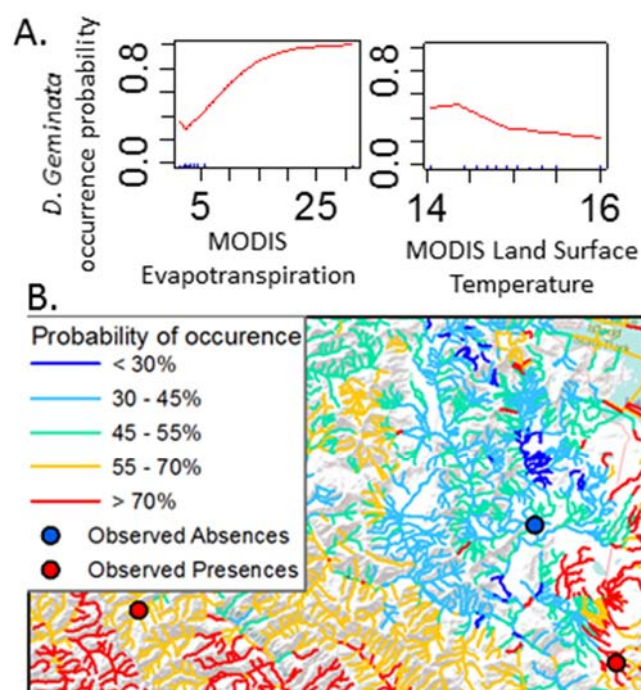 A.
D. Geminata
occurrence probability
0.8
0.0
5 25
MODIS
Evapotranspiration
0.8
0.0
14 16
MODIS Land Surface
Temperature
B.
Probability of occurence
< 30%
30 - 45%
45 - 55%
55 - 70%
> 70%
Observed Absences
Observed Presences